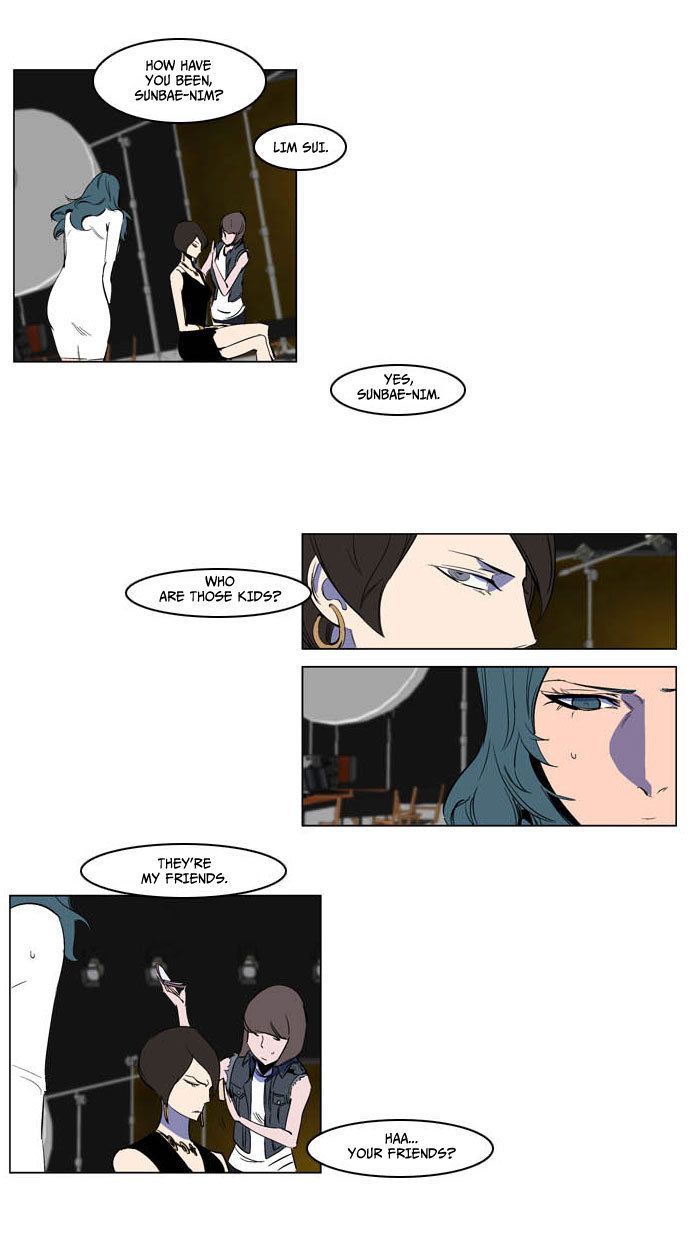 HOW HAVE
YOU BEEN,
SUNBAE-NIM?
LIM SUI.
YES,
SUNBAE-NIM.
WHO
ARE THOSE KIDS?
THEY'RE
MY FRIENDS.
HAA...
YOUR FRIENDS?